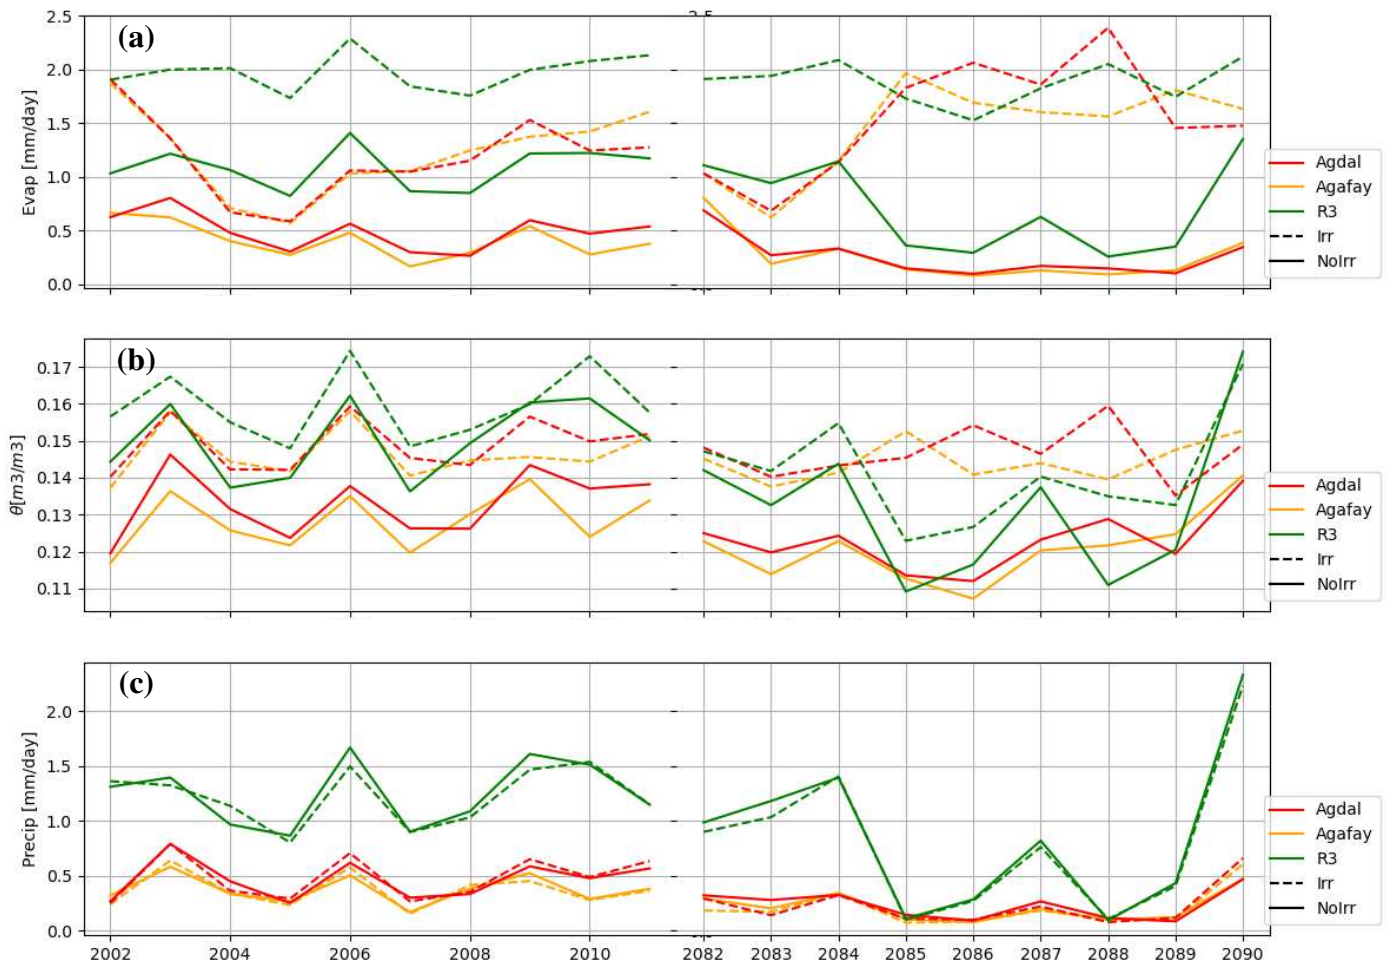 (a)
Evap [mm/day]
2.5
2.0
1.5
1.0
0.5
0.0
2.5
Agdal
Agafay
R3
Irr
NoIrr
(b)
θ[m3/m3]
0.17
0.16
0.15
0.14
0.13
0.12
0.11
Agdal
Agafay
R3
Irr
NoIrr
(c)
Precip [mm/day]
2.0
1.5
1.0
0.5
0.0
Agdal
Agafay
R3
Irr
NoIrr
2002 2004 2006 2008 2010 2082 2083 2084 2085 2086 2087 2088 2089 2090